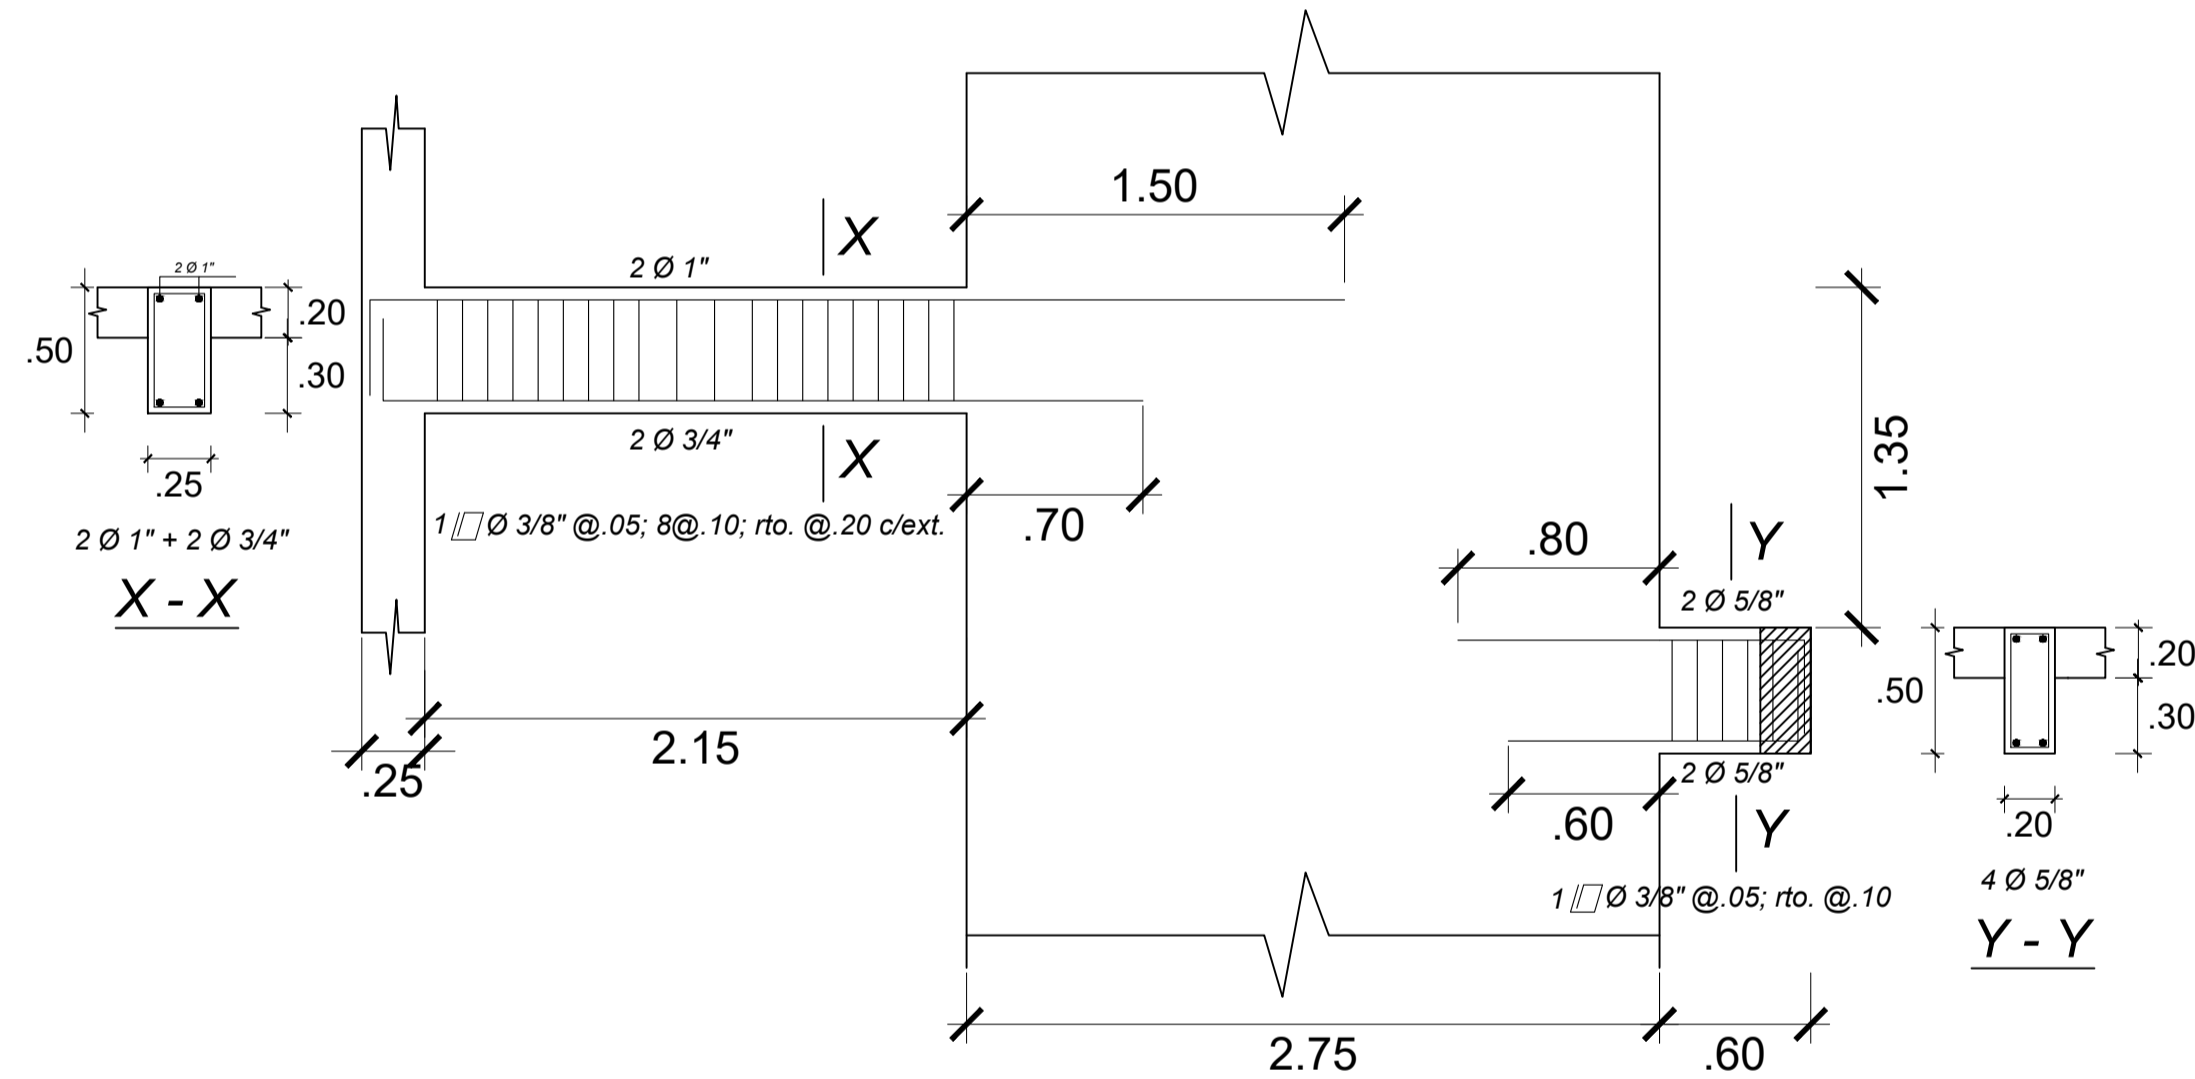 1.50
X
2 Ø 1"
2 Ø 1"
.20
.50
.30
.25
2 Ø 1" + 2 Ø 3/4"
X - X
2 Ø 3/4"
X
1 Ø 3/8" @.05; 8@.10; rto. @.20 c/ext.
.70
1.35
.80
Y
2 Ø 5/8"
.20
.50
.30
.20
2.15
.25
2 Ø 5/8"
.60
Y
1 Ø 3/8" @.05; rto. @.10
4 Ø 5/8"
Y - Y
2.75
.60